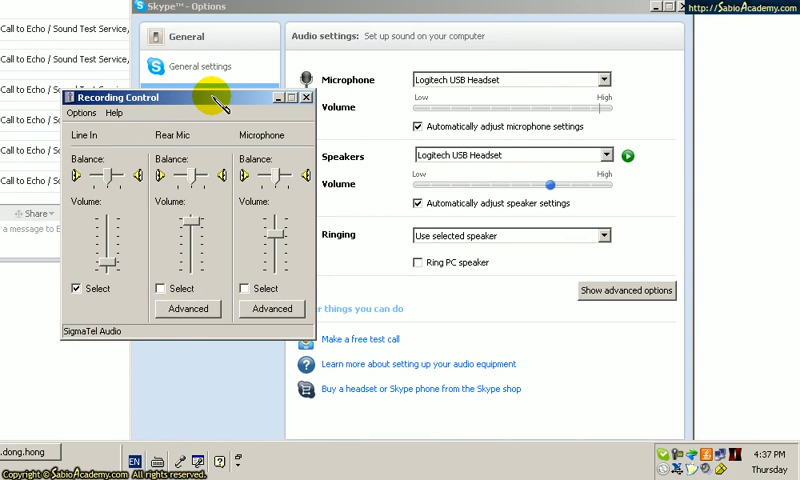 Skype™ - Options
http://SabioAcademy.com
Call to Echo / Sound Test Service,
Call to Echo / Sound Test Service,
Call to Echo / S
Call to Echo / So
Call to Echo / So
Call to Echo / So
Share
a message to E
General
General settings
Audio settings: Set up sound on your computer
Microphone
Logitech USB Headset
Low
High
Volume
Automatically adjust microphone settings
Speakers
Logitech USB Headset
Low
High
Volume
Automatically adjust speaker settings
Ringing
Use selected speaker
Ring PC speaker
Show advanced options
er things you can do
Make a free test call
Learn more about setting up your audio equipment
Buy a headset or Skype phone from the Skype shop
Recording Control
Options Help
Line In
Rear Mic
Microphone
Balance:
Balance:
Balance:
Volume:
Volume:
Volume:
Select
Select
Select
Advanced
Advanced
SigmaTel Audio
.dong.hong
EN
4:37 PM
Thursday
Copyright © SabioAcademy.com All rights reserved.